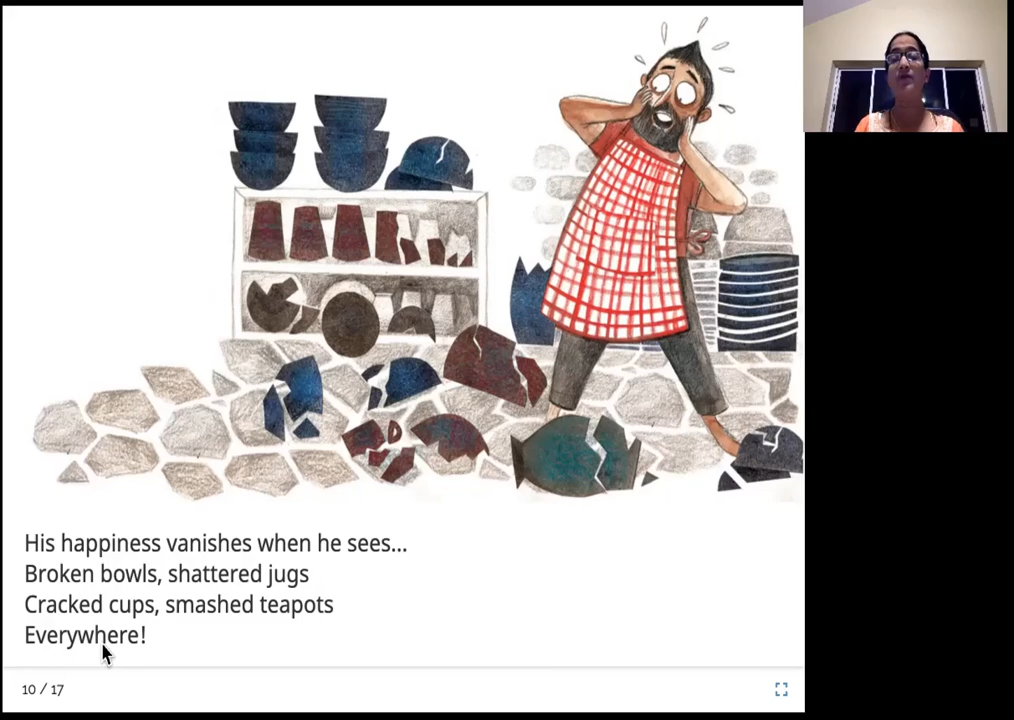 His happiness vanishes when he sees...
Broken bowls, shattered jugs
Cracked cups, smashed teapots
Everywhere!
10 / 17